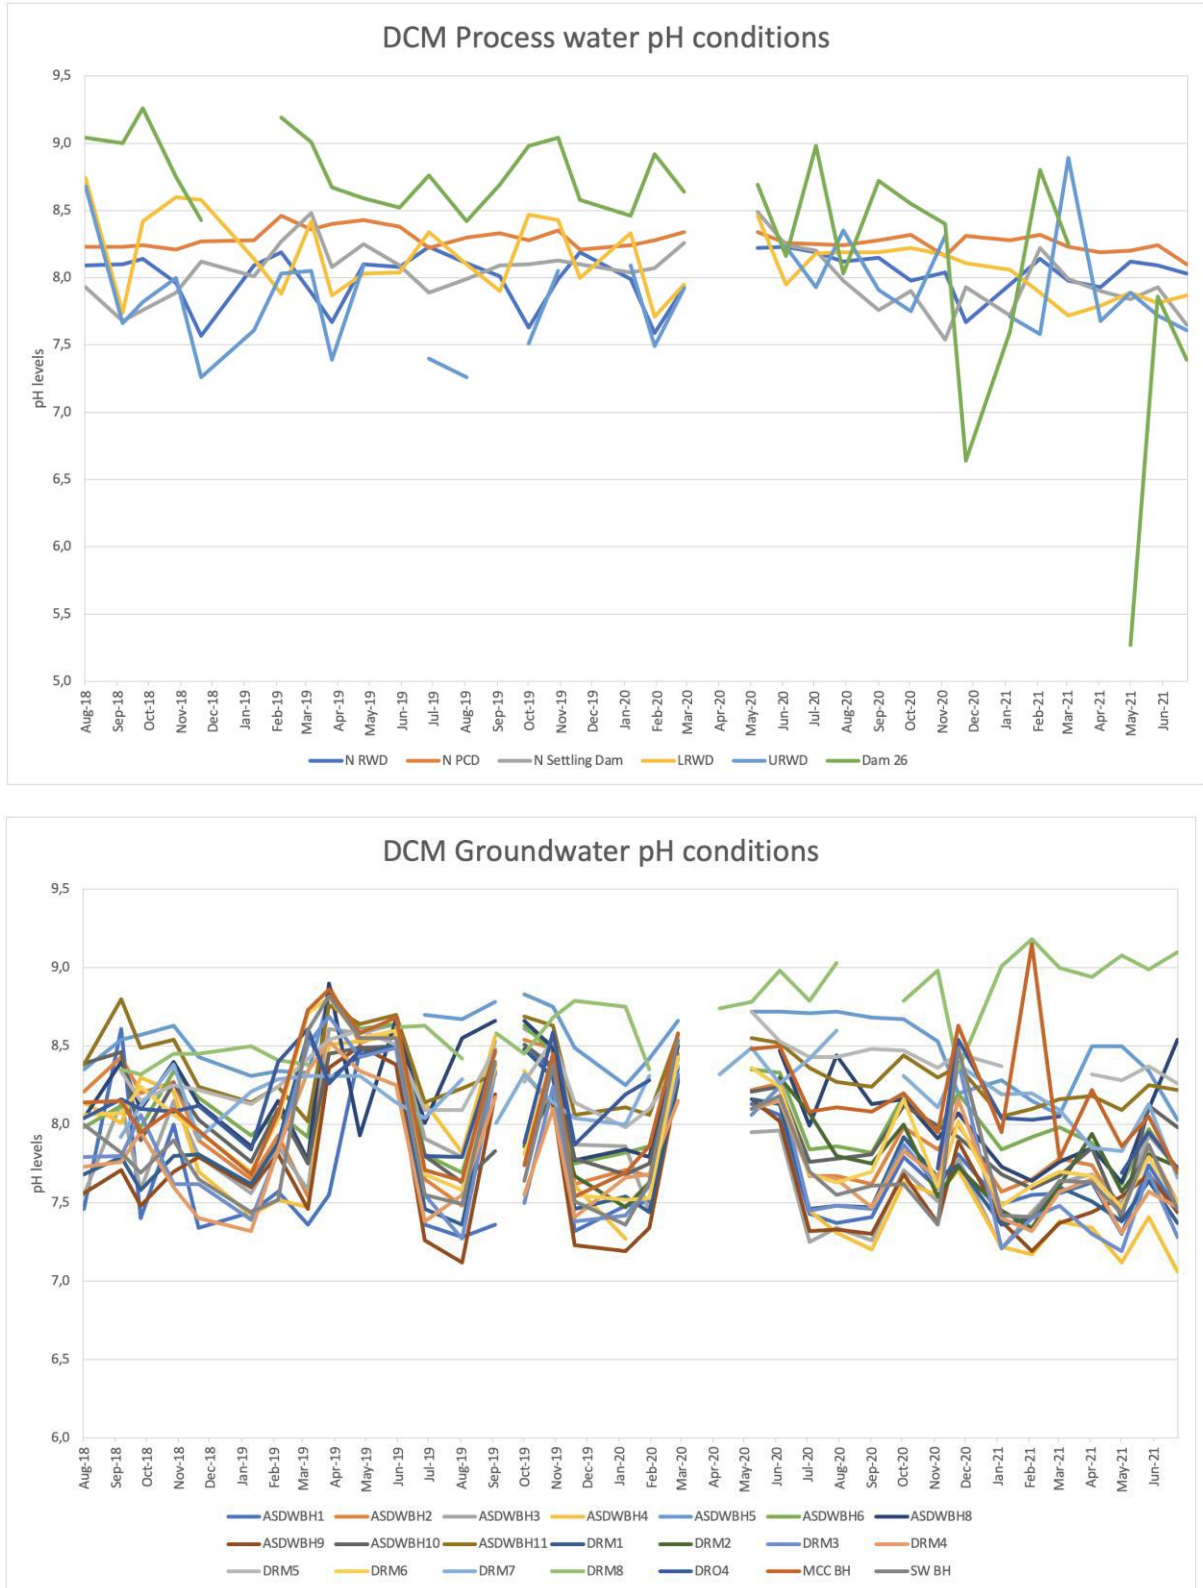 DCM Process water pH conditions
9,5
9,0
8,5
8,0
7,5
7,0
6,5
6,0
5,5
5,0
pH levels
Aug-18 Sep-18 Oct-18 Nov-18 Dec-18 Jan-19 Feb-19 Mar-19 Apr-19 May-19 Jun-19 Jul-19 Aug-19 Sep-19 Oct-19 Nov-19 Dec-19 Jan-20 Feb-20 Mar-20 Apr-20 May-20 Jun-20 Jul-20 Aug-20 Sep-20 Oct-20 Nov-20 Dec-20 Jan-21 Feb-21 Mar-21 Apr-21 May-21 Jun-21
N RWD N PCD N Settling Dam LRWD URWD Dam 26
DCM Groundwater pH conditions
9,5
9,0
8,5
8,0
7,5
7,0
6,5
6,0
pH levels
Aug-18 Sep-18 Oct-18 Nov-18 Dec-18 Jan-19 Feb-19 Mar-19 Apr-19 May-19 Jun-19 Jul-19 Aug-19 Sep-19 Oct-19 Nov-19 Dec-19 Jan-20 Feb-20 Mar-20 Apr-20 May-20 Jun-20 Jul-20 Aug-20 Sep-20 Oct-20 Nov-20 Dec-20 Jan-21 Feb-21 Mar-21 Apr-21 May-21 Jun-21
ASDWBH1 ASDWBH2 ASDWBH3 ASDWBH4 ASDWBH5 ASDWBH6 ASDWBH8
ASDWBH9 ASDWBH10 ASDWBH11 DRM1 DRM2 DRM3 DRM4
DRM5 DRM6 DRM7 DRM8 DRO4 MCC BH SW BH